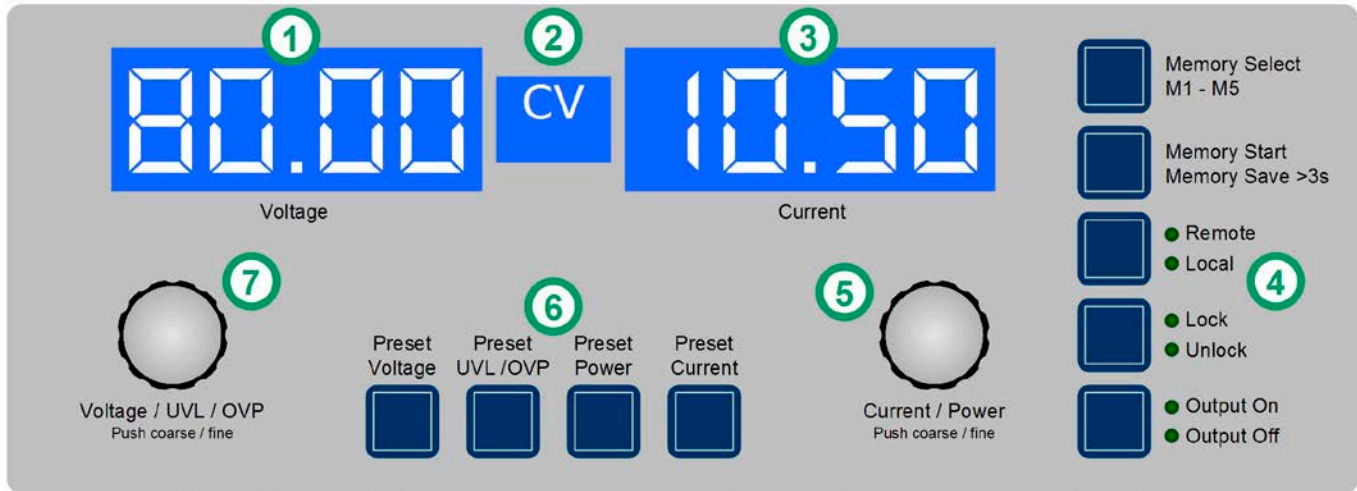 1
2
3
80.00
CV
10.50
Voltage
Current
Memory Select
M1 - M5
Memory Start
Memory Save >3s
Remote
Local
4
Lock
Unlock
Output On
Output Off
7
Voltage / UVL / OVP
Push coarse / fine
6
Preset
Voltage
Preset
UVL /OVP
Preset
Power
Preset
Current
5
Current / Power
Push coarse / fine